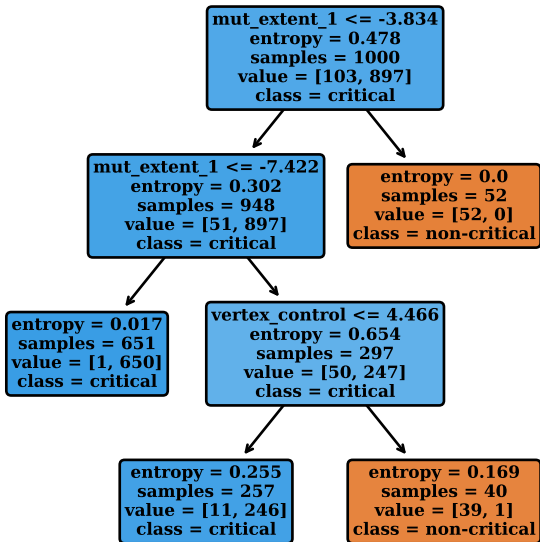 mut_extent_1 <= -3.834
entropy = 0.478
samples = 1000
value = [103, 897]
class = critical
mut_extent_1 <= -7.422
entropy = 0.302
samples = 948
value = [51, 897]
class = critical
entropy = 0.0
samples = 52
value = [52, 0]
class = non-critical
entropy = 0.017
samples = 651
value = [1, 650]
class = critical
vertex_control <= 4.466
entropy = 0.654
samples = 297
value = [50, 247]
class = critical
entropy = 0.255
samples = 257
value = [11, 246]
class = critical
entropy = 0.169
samples = 40
value = [39, 1]
class = non-critical